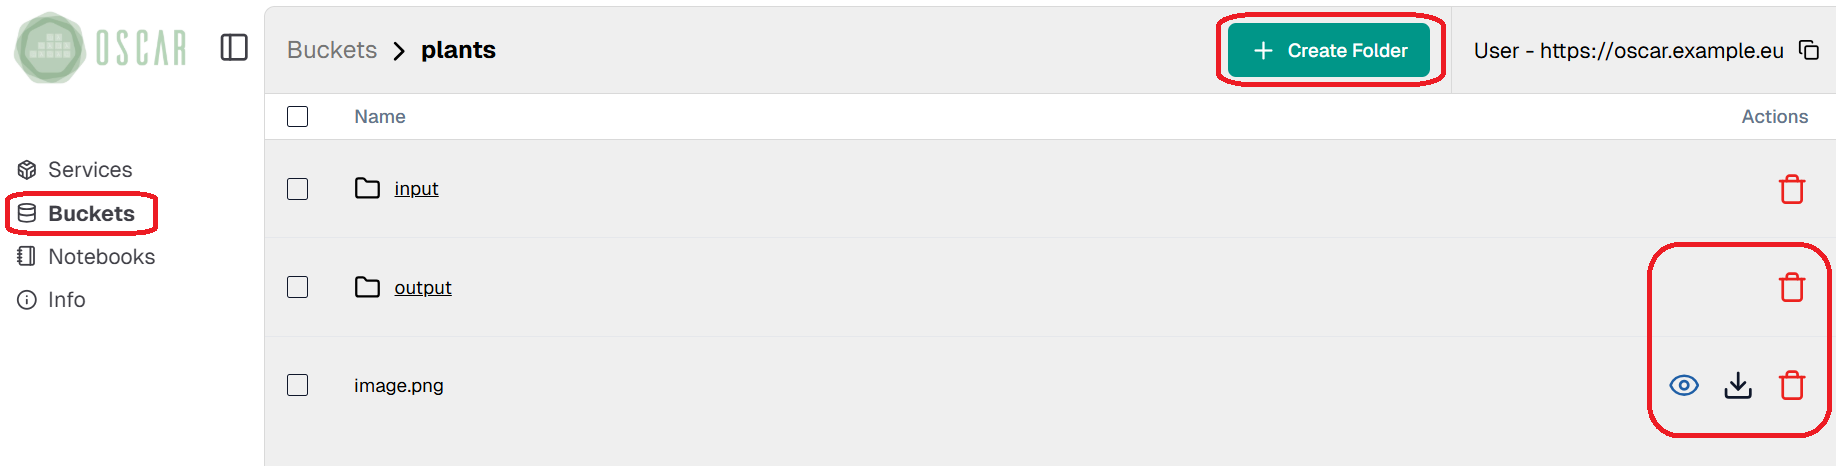 OSCAR
Buckets > plants
+ Create Folder
User - https://oscar.example.eu
Name
Actions
Services
Buckets
Notebooks
Info
input
output
image.png